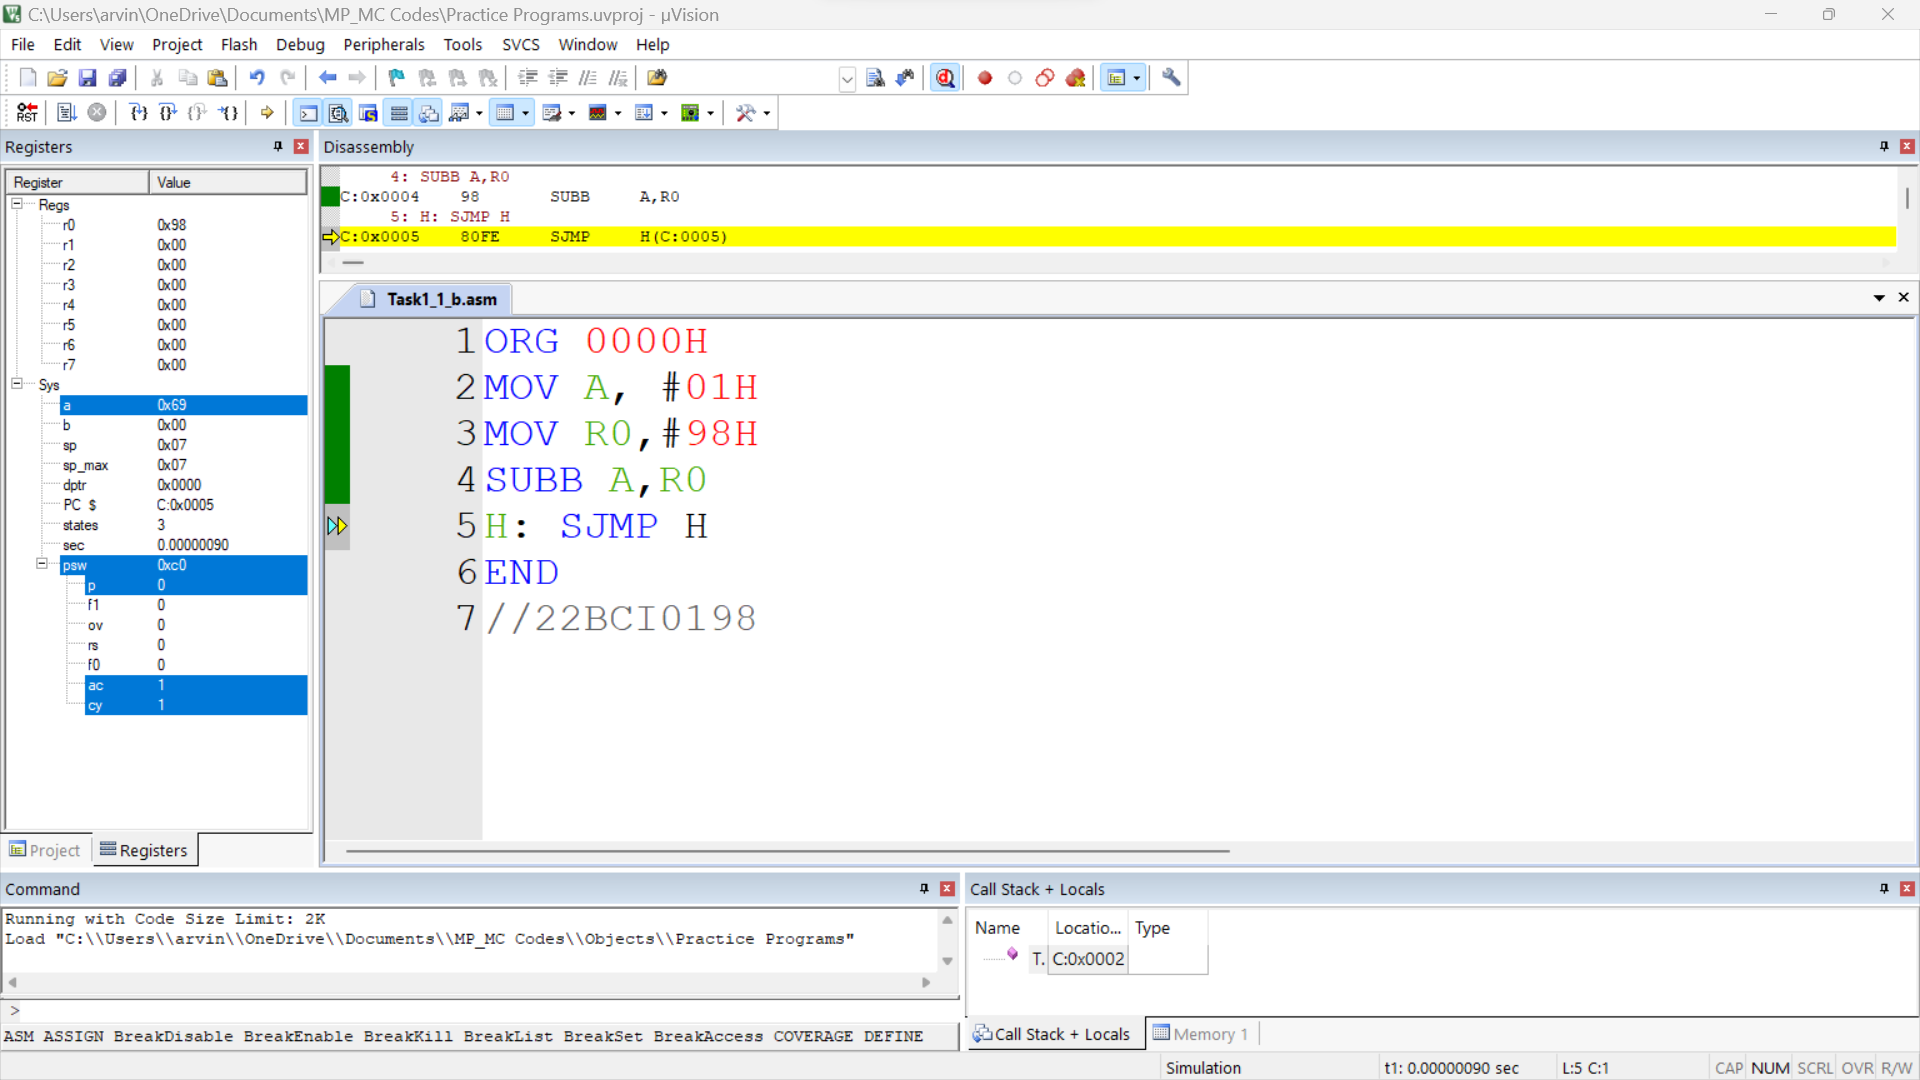 C:\Users\arvin\OneDrive\Documents\MP_MC Codes\Practice Programs.uvproj - µVision
File Edit View Project Flash Debug Peripherals Tools SVCS Window Help
RST
Registers
Register Value
Regs
r0 0x98
r1 0x00
r2 0x00
r3 0x00
r4 0x00
r5 0x00
r6 0x00
r7 0x00
Sys
a 0x69
b 0x00
sp 0x07
sp_max 0x07
dptr 0x0000
PC $ C:0x0005
states 3
sec 0.00000090
psw 0xc0
p 0
f1 0
ov 0
rs 0
f0 0
ac 1
cy 1
Project Registers
Disassembly
4: SUBB A,R0
C:0x0004 98 SUBB A,R0
5: H: SJMP H
C:0x0005 80FE SJMP H(C:0005)
Task1_1_b.asm
1 ORG 0000H
2 MOV A, #01H
3 MOV R0,#98H
4 SUBB A,R0
5 H: SJMP H
6 END
7 //22BCI0198
Command
Running with Code Size Limit: 2K
Load "C:\\Users\\arvin\\OneDrive\\Documents\\MP_MC Codes\\Objects\\Practice Programs"
>
ASM ASSIGN BreakDisable BreakEnable BreakKill BreakList BreakSet BreakAccess COVERAGE DEFINE
Call Stack + Locals
Name Locatio... Type
T. C:0x0002
Call Stack + Locals Memory 1
Simulation t1: 0.00000090 sec L:5 C:1 CAP NUM SCRL OVR R/W